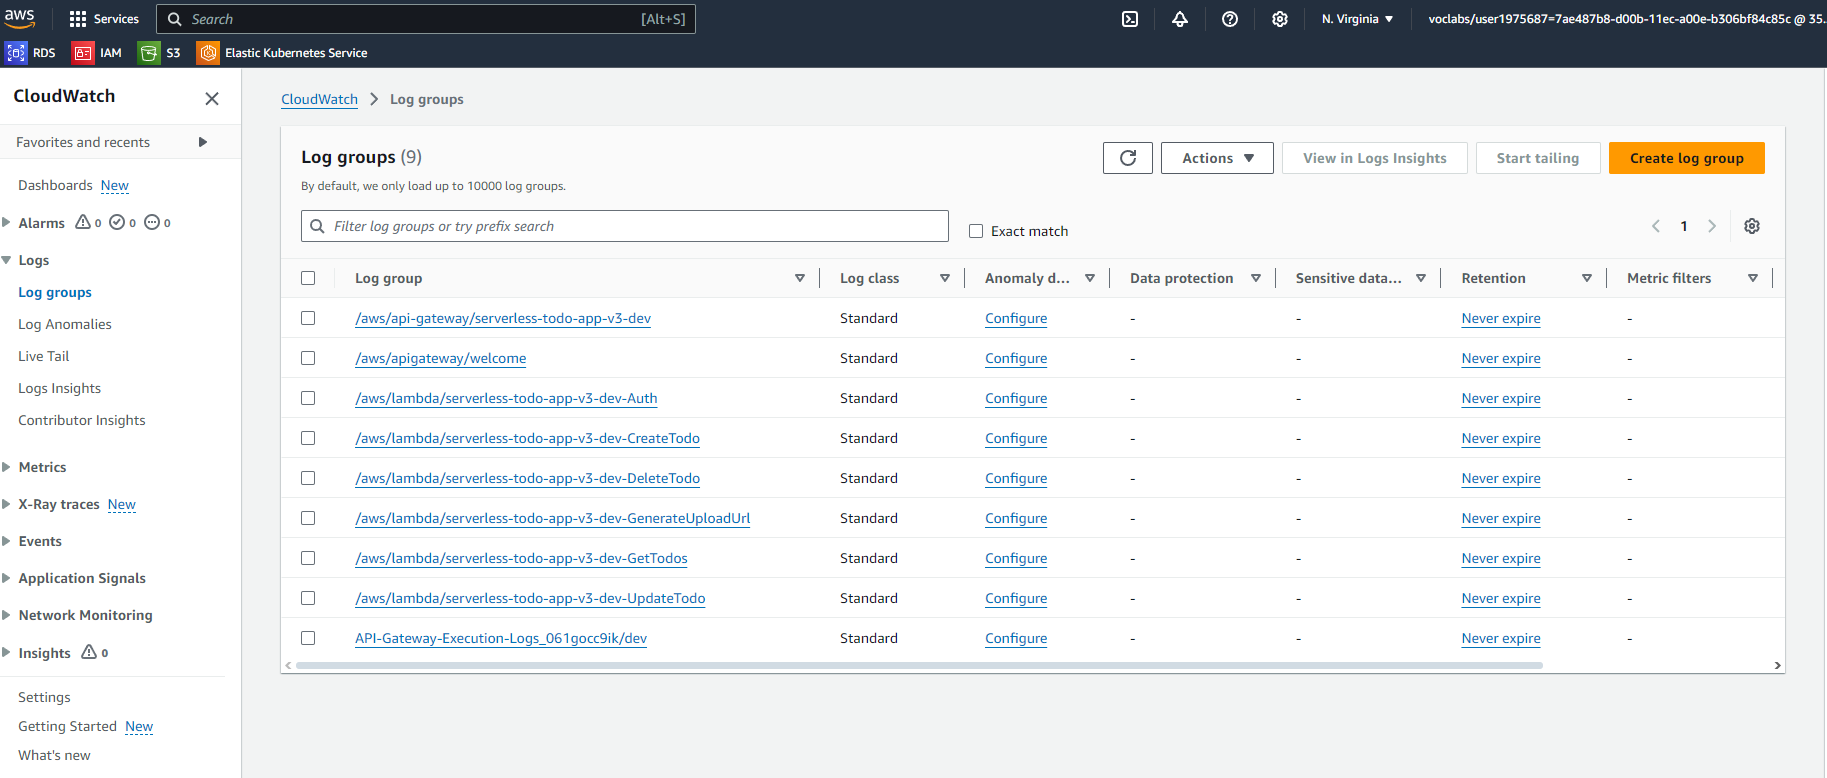 aws Services Search [Alt+S] N. Virginia voclabs/user1975687=7ae487b8-d00b-11ec-a00e-b306bf84c85c @ 35.
RDS IAM S3 Elastic Kubernetes Service
CloudWatch
Favorites and recents
Dashboards New
Alarms 0 0 0
Logs
Log groups
Log Anomalies
Live Tail
Logs Insights
Contributor Insights
Metrics
X-Ray traces New
Events
Application Signals
Network Monitoring
Insights 0
Settings
Getting Started New
What's new
CloudWatch Log groups
Log groups (9) Actions View in Logs Insights Start tailing Create log group
By default, we only load up to 10000 log groups.
Filter log groups or try prefix search Exact match 1
Log group Log class Anomaly d... Data protection Sensitive data... Retention Metric filters
/aws/api-gateway/serverless-todo-app-v3-dev Standard Configure - - Never expire -
/aws/apigateway/welcome Standard Configure - - Never expire -
/aws/lambda/serverless-todo-app-v3-dev-Auth Standard Configure - - Never expire -
/aws/lambda/serverless-todo-app-v3-dev-CreateTodo Standard Configure - - Never expire -
/aws/lambda/serverless-todo-app-v3-dev-DeleteTodo Standard Configure - - Never expire -
/aws/lambda/serverless-todo-app-v3-dev-GenerateUploadUrl Standard Configure - - Never expire -
/aws/lambda/serverless-todo-app-v3-dev-GetTodos Standard Configure - - Never expire -
/aws/lambda/serverless-todo-app-v3-dev-UpdateTodo Standard Configure - - Never expire -
API-Gateway-Execution-Logs_061gocc9ik/dev Standard Configure - - Never expire -